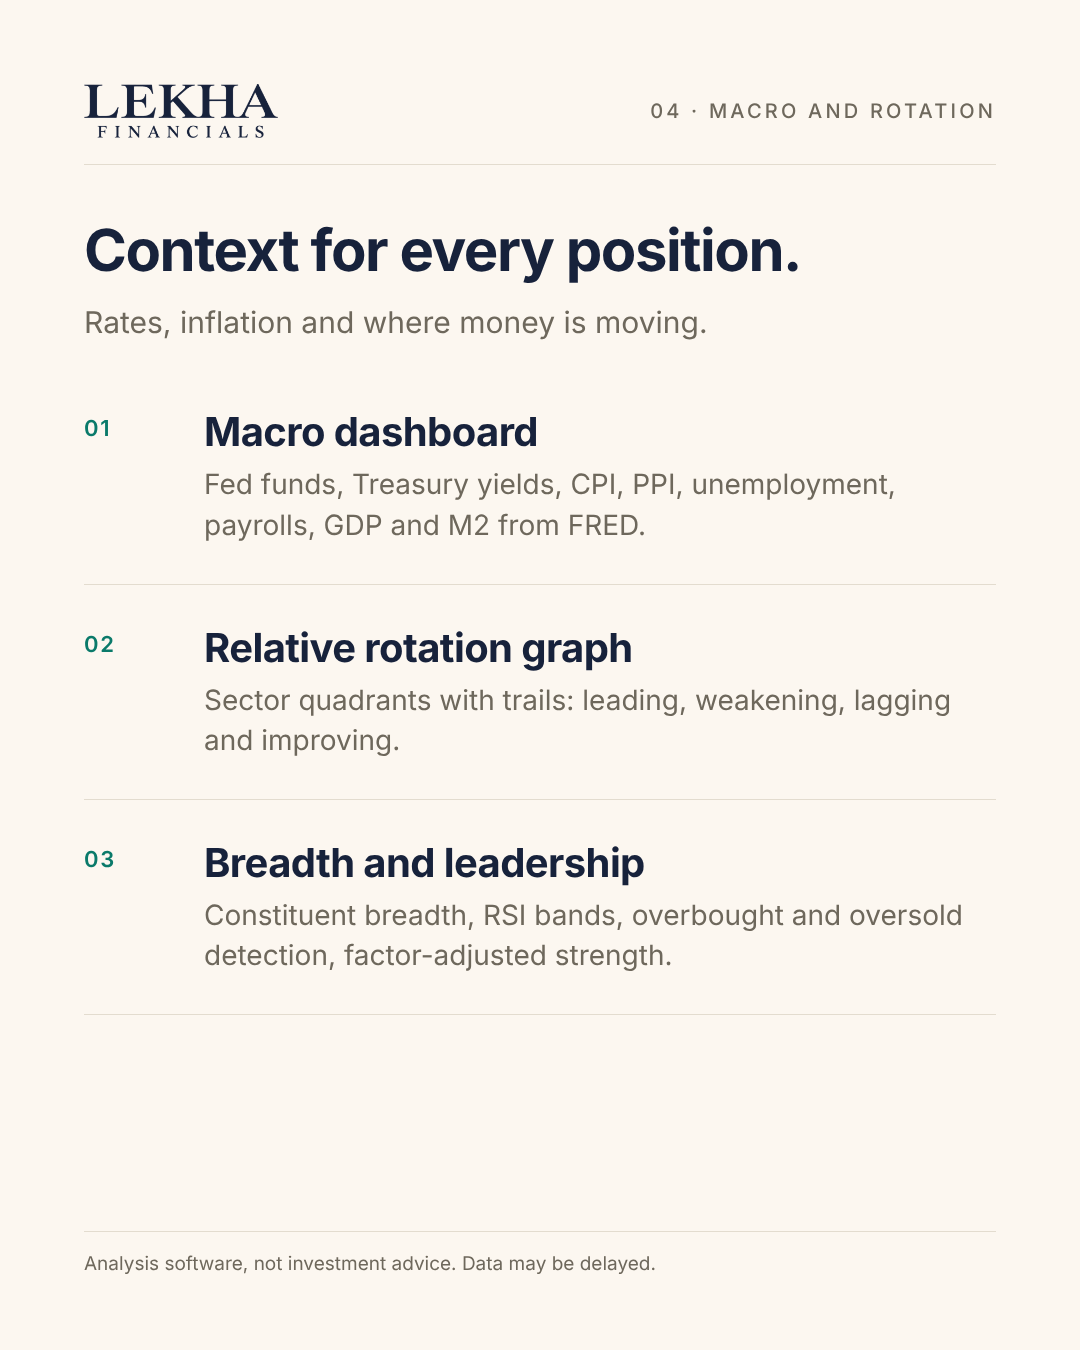 LEKHA
FINANCIALS
04 · MACRO AND ROTATION
Context for every position.
Rates, inflation and where money is moving.
01
Macro dashboard
Fed funds, Treasury yields, CPI, PPI, unemployment,
payrolls, GDP and M2 from FRED.
02
Relative rotation graph
Sector quadrants with trails: leading, weakening, lagging
and improving.
03
Breadth and leadership
Constituent breadth, RSI bands, overbought and oversold
detection, factor-adjusted strength.
Analysis software, not investment advice. Data may be delayed.